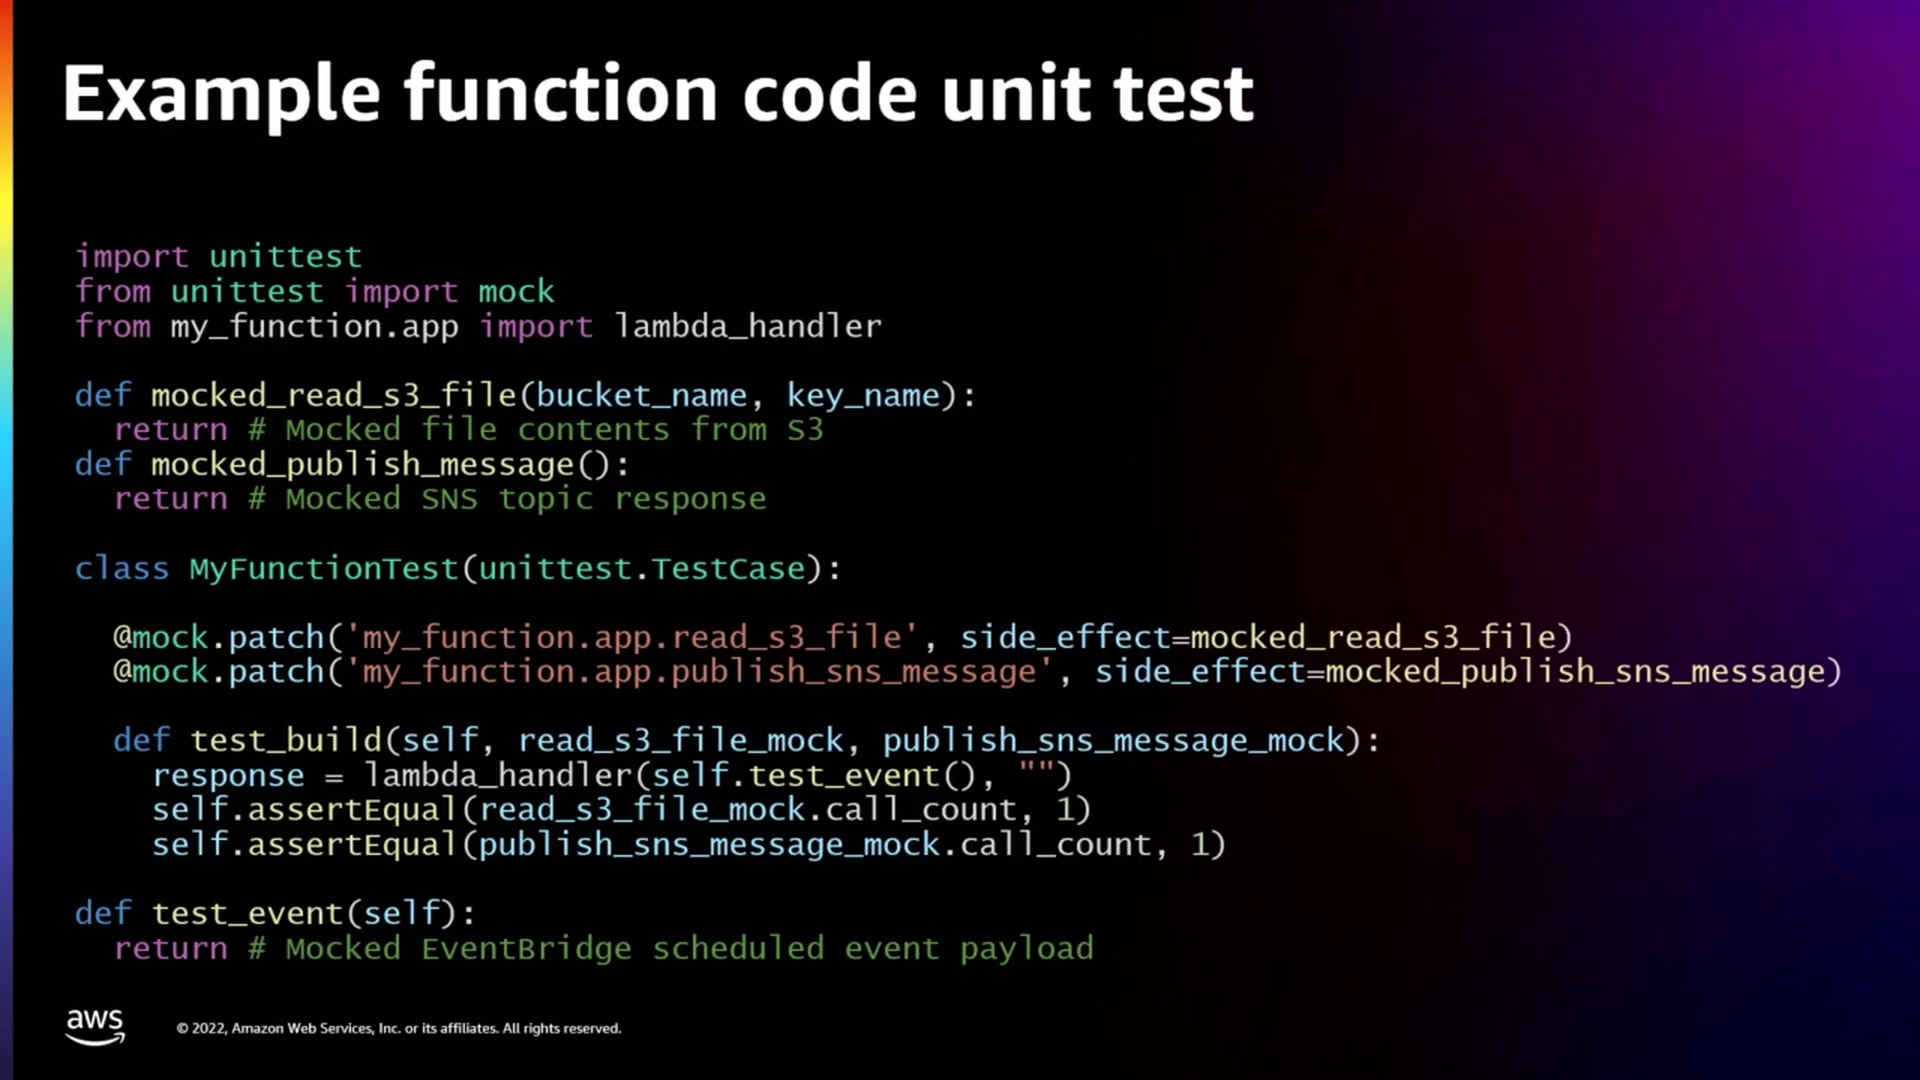 Example function code unit test
import unittest
from unittest import mock
from my_function.app import lambda_handler
def mocked_read_s3_file(bucket_name, key_name):
return # Mocked file contents from S3
def mocked_publish_message():
return # Mocked SNS topic response
class MyFunctionTest(unittest.TestCase):
@mock.patch('my_function.app.read_s3_file', side_effect=mocked_read_s3_file)
@mock.patch('my_function.app.publish_sns_message', side_effect=mocked_publish_sns_message)
def test_build(self, read_s3_file_mock, publish_sns_message_mock):
response = lambda_handler(self.test_event(), "")
self.assertEqual(read_s3_file_mock.call_count, 1)
self.assertEqual(publish_sns_message_mock.call_count, 1)
def test_event(self):
return # Mocked EventBridge scheduled event payload
aws
© 2022, Amazon Web Services, Inc. or its affiliates. All rights reserved.